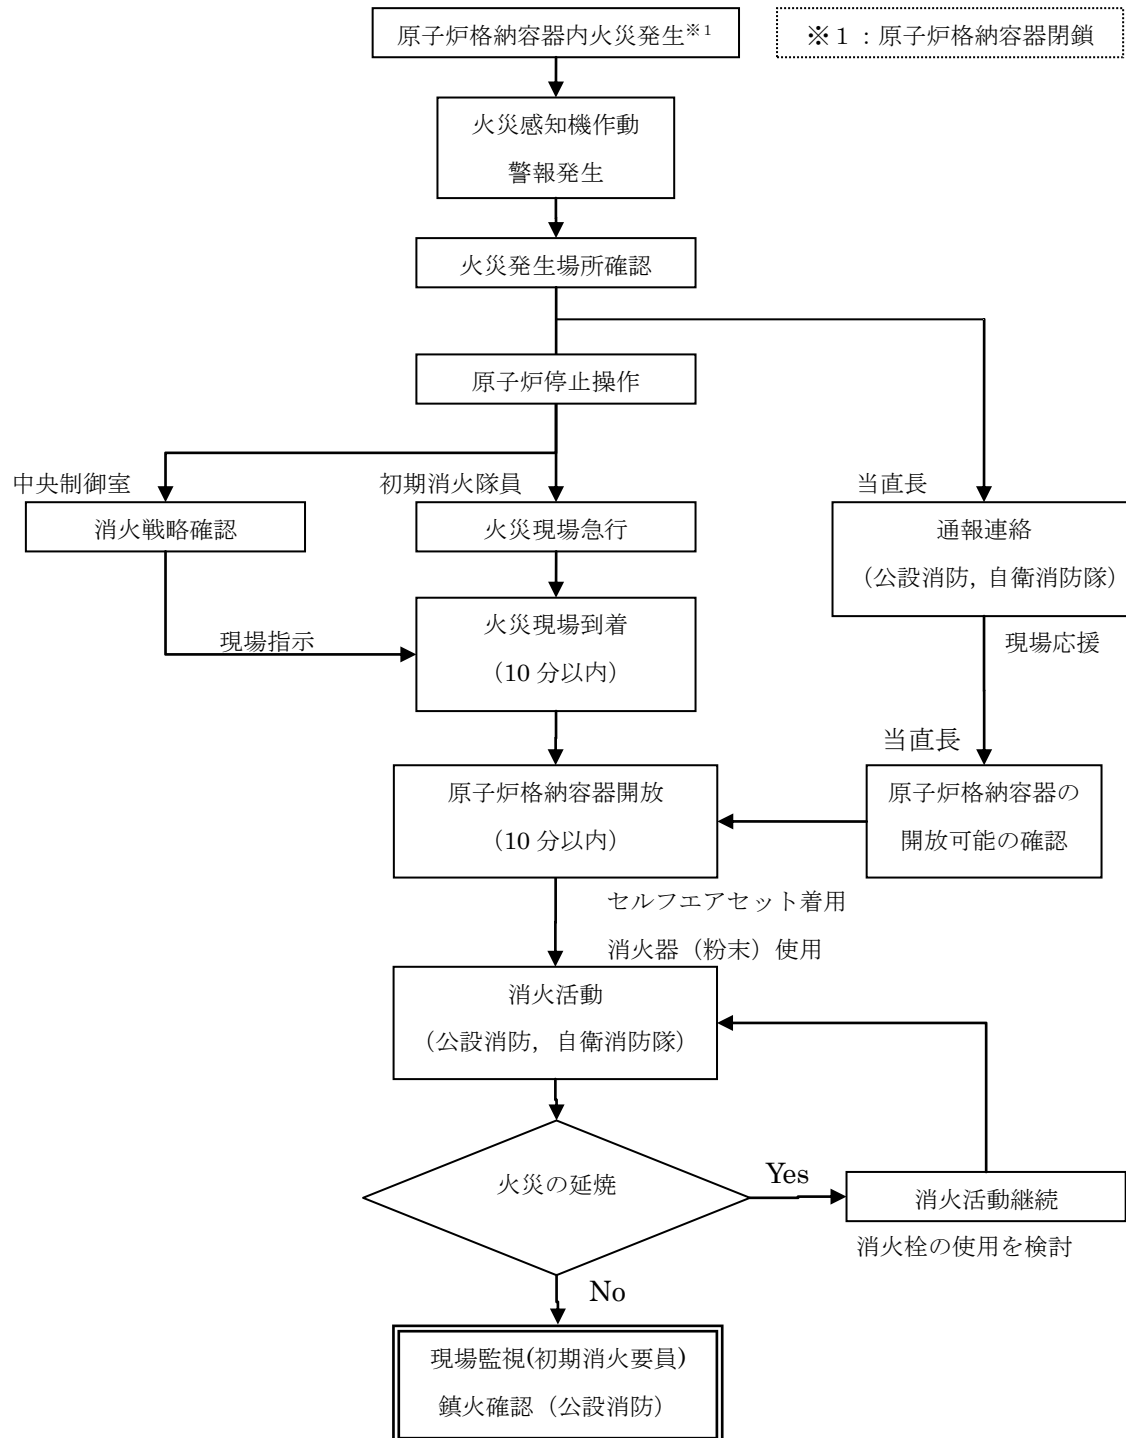 原子炉格納容器内火災発生※1
※１：原子炉格納容器閉鎖
火災感知機作動
警報発生
火災発生場所確認
原子炉停止操作
中央制御室
初期消火隊員
当直長
消火戦略確認
火災現場急行
通報連絡
（公設消防，自衛消防隊）
現場指示
火災現場到着
（10 分以内）
現場応援
当直長
原子炉格納容器開放
（10 分以内）
原子炉格納容器の
開放可能の確認
セルフエアセット着用
消火器（粉末）使用
消火活動
（公設消防，自衛消防隊）
火災の延焼
Yes
消火活動継続
消火栓の使用を検討
No
現場監視(初期消火要員)
鎮火確認（公設消防）